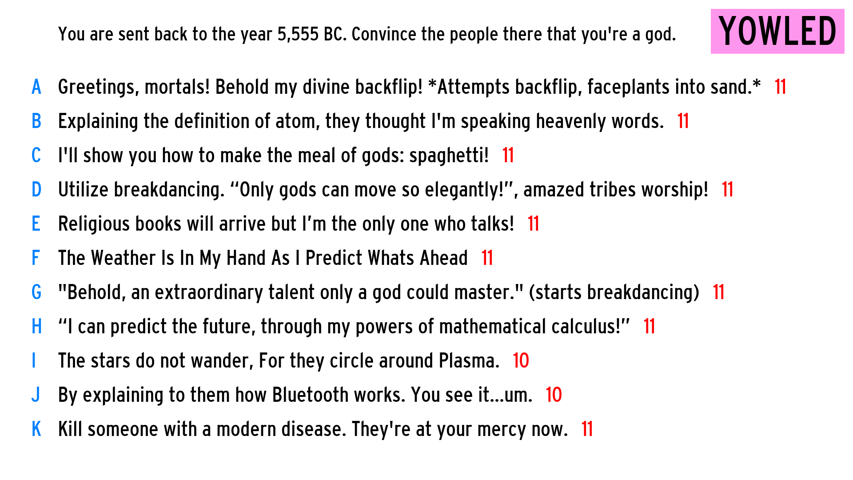 You are sent back to the year 5,555 BC. Convince the people there that you're a god.
YOWLED
A Greetings, mortals! Behold my divine backflip! *Attempts backflip, faceplants into sand.* 11
B Explaining the definition of atom, they thought I'm speaking heavenly words. 11
C I'll show you how to make the meal of gods: spaghetti! 11
D Utilize breakdancing. “Only gods can move so elegantly!”, amazed tribes worship! 11
E Religious books will arrive but I’m the only one who talks! 11
F The Weather Is In My Hand As I Predict Whats Ahead 11
G "Behold, an extraordinary talent only a god could master." (starts breakdancing) 11
H “I can predict the future, through my powers of mathematical calculus!” 11
I The stars do not wander, For they circle around Plasma. 10
J By explaining to them how Bluetooth works. You see it...um. 10
K Kill someone with a modern disease. They're at your mercy now. 11